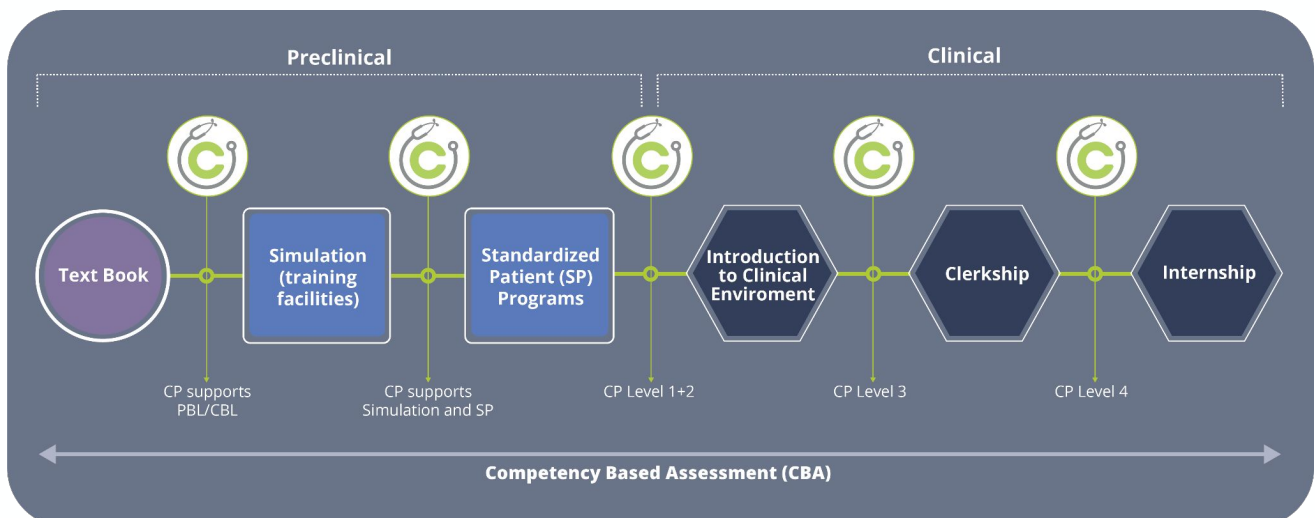 Preclinical
Clinical
Text Book
Simulation
(training
facilities)
Standardized
Patient (SP)
Programs
Introduction
to Clinical
Enviroment
Clerkship
Internship
CP supports
PBL/CBL
CP supports
Simulation and SP
CP Level 1+2
CP Level 3
CP Level 4
Competency Based Assessment (CBA)